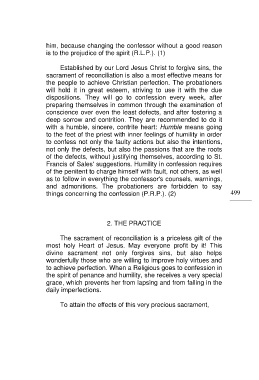 him, because changing the confessor without a good reason
is to the prejudice of the spirit (R.L.P.). (1)
Established by our Lord Jesus Christ to forgive sins, the
sacrament of reconciliation is also a most effective means for
the people to achieve Christian perfection. The probationers
will hold it in great esteem, striving to use it with the due
dispositions. They will go to confession every week, after
preparing themselves in common through the examination of
conscience over even the least defects, and after fostering a
deep sorrow and contrition. They are recommended to do it
with a humble, sincere, contrite heart: Humble means going
to the feet of the priest with inner feelings of humility in order
to confess not only the faulty actions but also the intentions,
not only the defects, but also the passions that are the roots
of the defects, without justifying themselves, according to St.
Francis of Sales' suggestions. Humility in confession requires
of the penitent to charge himself with fault, not others, as well
as to follow in everything the confessor's counsels, warnings,
and admonitions. The probationers are forbidden to say
things concerning the confession (P.R.P.). (2)
499
2. THE PRACTICE
The sacrament of reconciliation is a priceless gift of the
most holy Heart of Jesus. May everyone profit by it! This
divine sacrament not only forgives sins, but also helps
wonderfully those who are willing to improve holy virtues and
to achieve perfection. When a Religious goes to confession in
the spirit of penance and humility, she receives a very special
grace, which prevents her from lapsing and from falling in the
daily imperfections.
To attain the effects of this very precious sacrament,